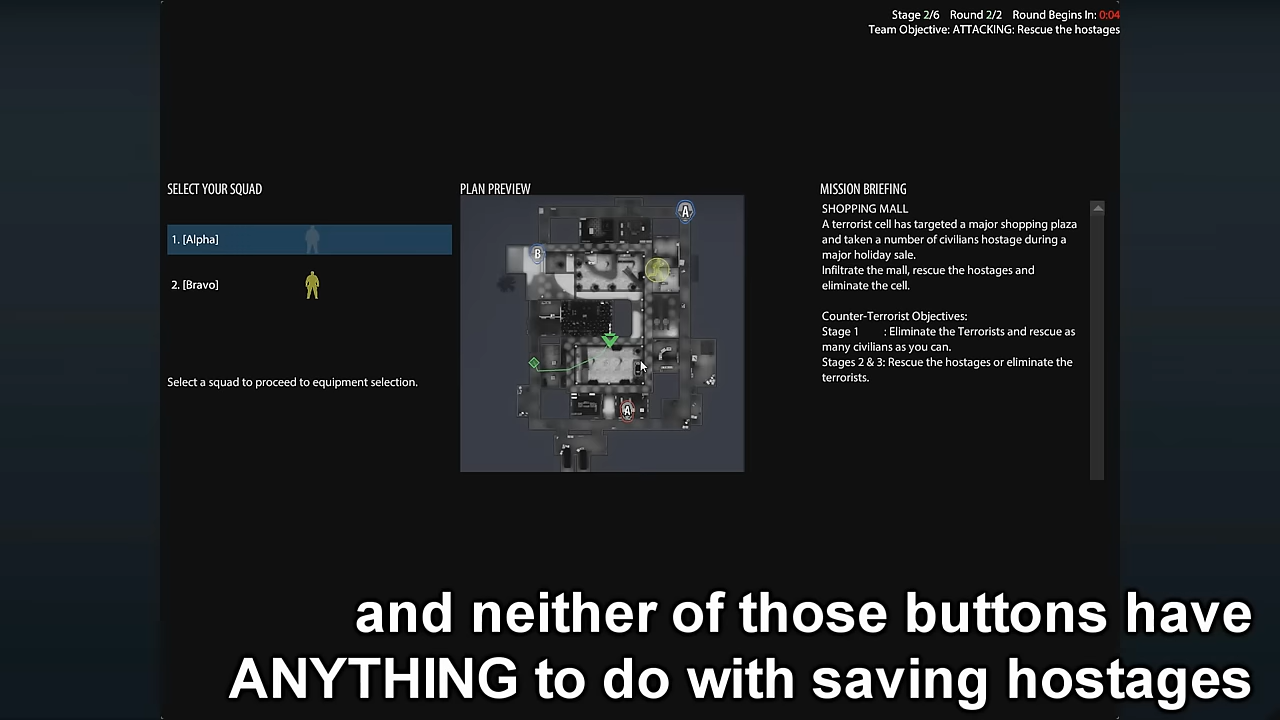 Stage 2/6 Round 2/2 Round Begins In: 0:04
Team Objective: ATTACKING: Rescue the hostages
SELECT YOUR SQUAD
1. [Alpha]
2. [Bravo]
Select a squad to proceed to equipment selection.
PLAN PREVIEW
A
B
A
MISSION BRIEFING
SHOPPING MALL
A terrorist cell has targeted a major shopping plaza
and taken a number of civilians hostage during a
major holiday sale.
Infiltrate the mall, rescue the hostages and
eliminate the cell.
Counter-Terrorist Objectives:
Stage 1 : Eliminate the Terrorists and rescue as
many civilians as you can.
Stages 2 & 3: Rescue the hostages or eliminate the
terrorists.
and neither of those buttons have
ANYTHING to do with saving hostages